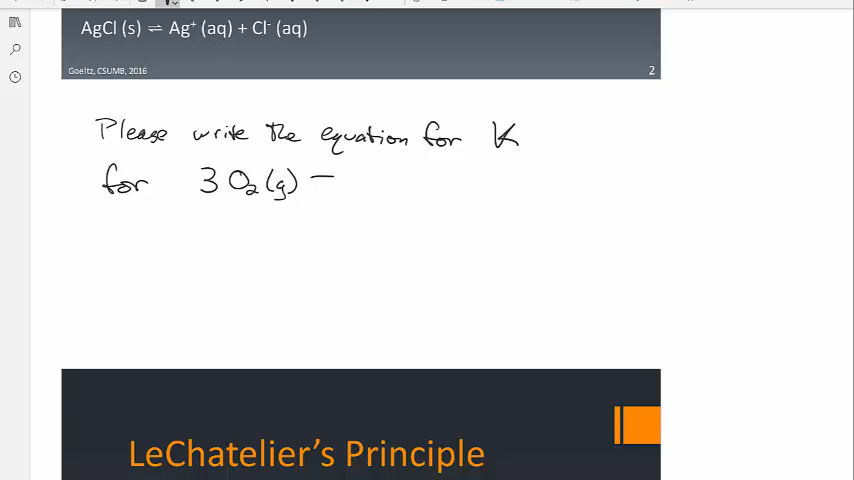 AgCl (s) ⇌ Ag⁺ (aq) + Cl⁻ (aq)
Goeltz, CSUMB, 2016
2
Please write the equation for K
for 3 O₂(g) —
LeChatelier's Principle